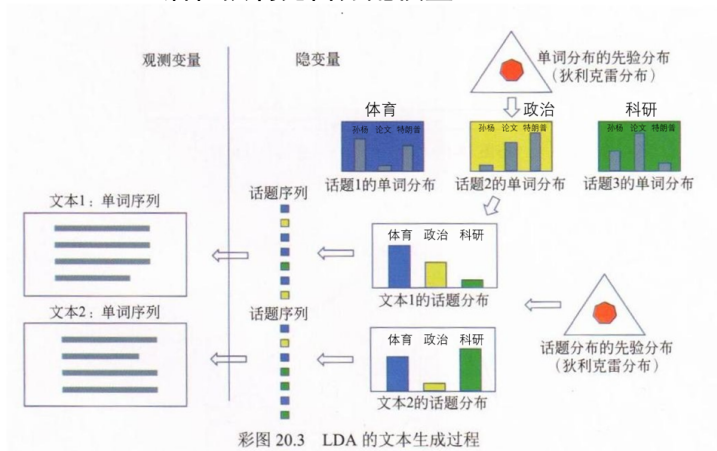 观测变量
隐变量
单词分布的先验分布
(狄利克雷分布)
体育
政治
科研
孙杨 论文 特朗普
孙杨 论文 特朗普
孙杨 论文 特朗普
话题1的单词分布
话题2的单词分布
话题3的单词分布
文本1：单词序列
话题序列
体育 政治 科研
文本1的话题分布
文本2：单词序列
话题序列
体育 政治 科研
文本2的话题分布
话题分布的先验分布
(狄利克雷分布)
彩图 20.3 LDA 的文本生成过程